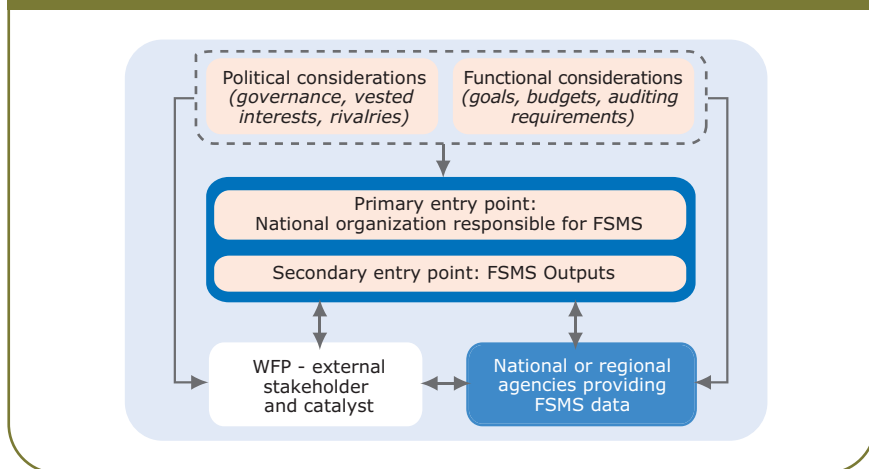 Political considerations
(governance, vested
interests, rivalries)
Functional considerations
(goals, budgets, auditing
requirements)
Primary entry point:
National organization responsible for FSMS
Secondary entry point: FSMS Outputs
WFP - external
stakeholder
and catalyst
National or regional
agencies providing
FSMS data